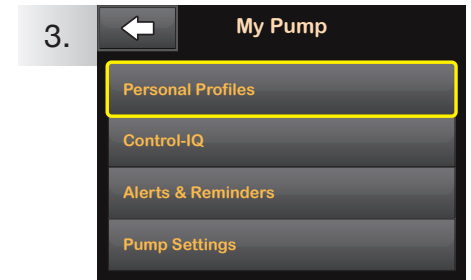 3.
My Pump
Personal Profiles
Control-IQ
Alerts & Reminders
Pump Settings